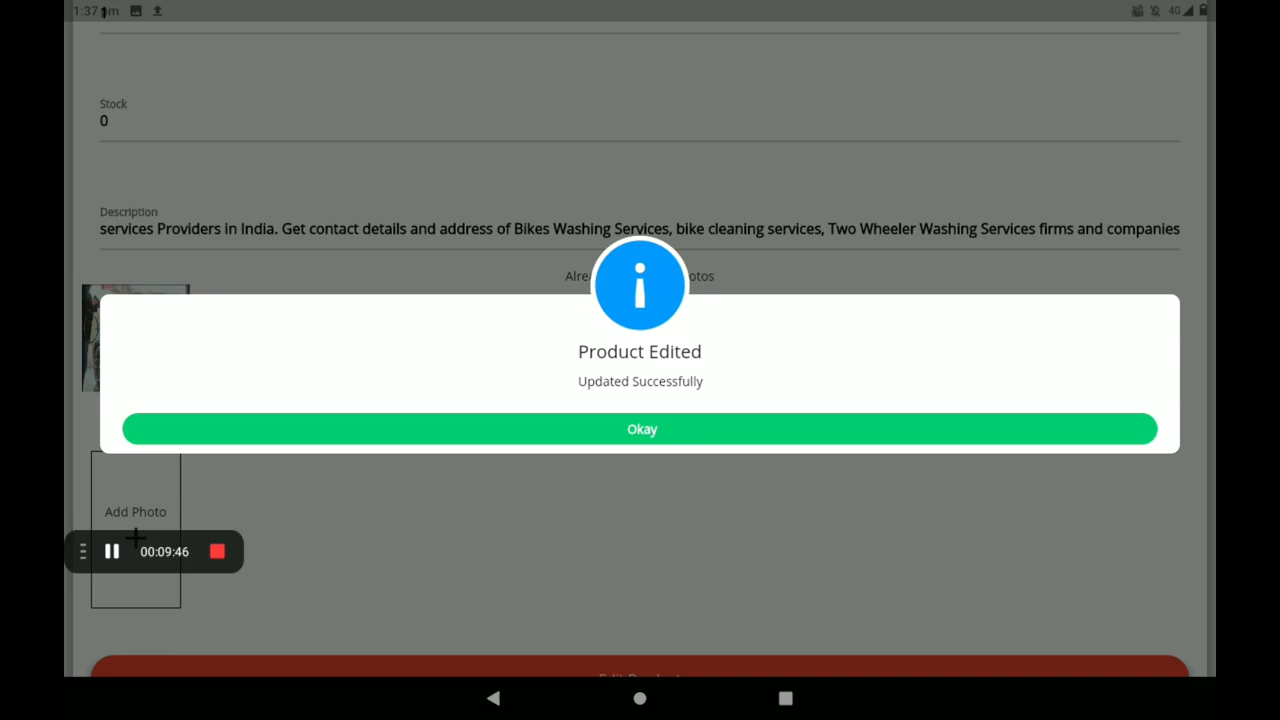 1:37 pm
4G
Stock
0
Description
services Providers in India. Get contact details and address of Bikes Washing Services, bike cleaning services, Two Wheeler Washing Services firms and companies
Product Edited
Updated Successfully
Okay
Add Photo
00:09:46